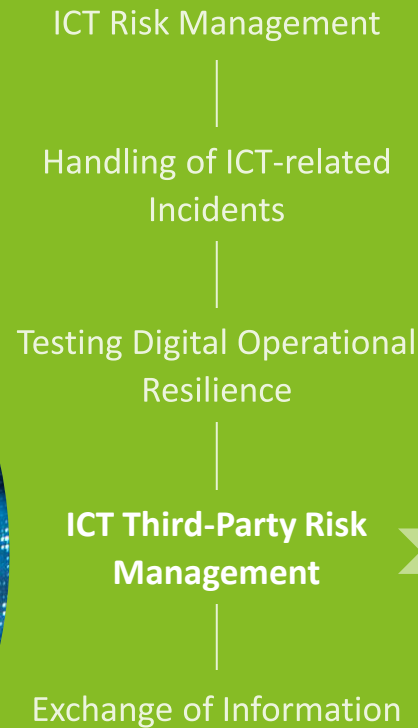 ICT Risk Management
Handling of ICT-related
Incidents
Testing Digital Operational
Resilience
ICT Third-Party Risk
Management
Exchange of Information